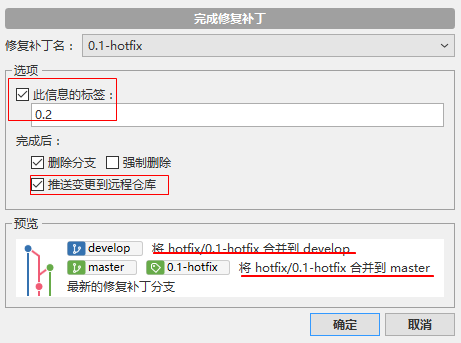 完成修复补丁
修复补丁名： 0.1-hotfix
选项
此信息的标签：
0.2
完成后：
删除分支 强制删除
推送变更到远程仓库
预览
develop 将 hotfix/0.1-hotfix 合并到 develop
master 0.1-hotfix 将 hotfix/0.1-hotfix 合并到 master
最新的修复补丁分支
确定 取消